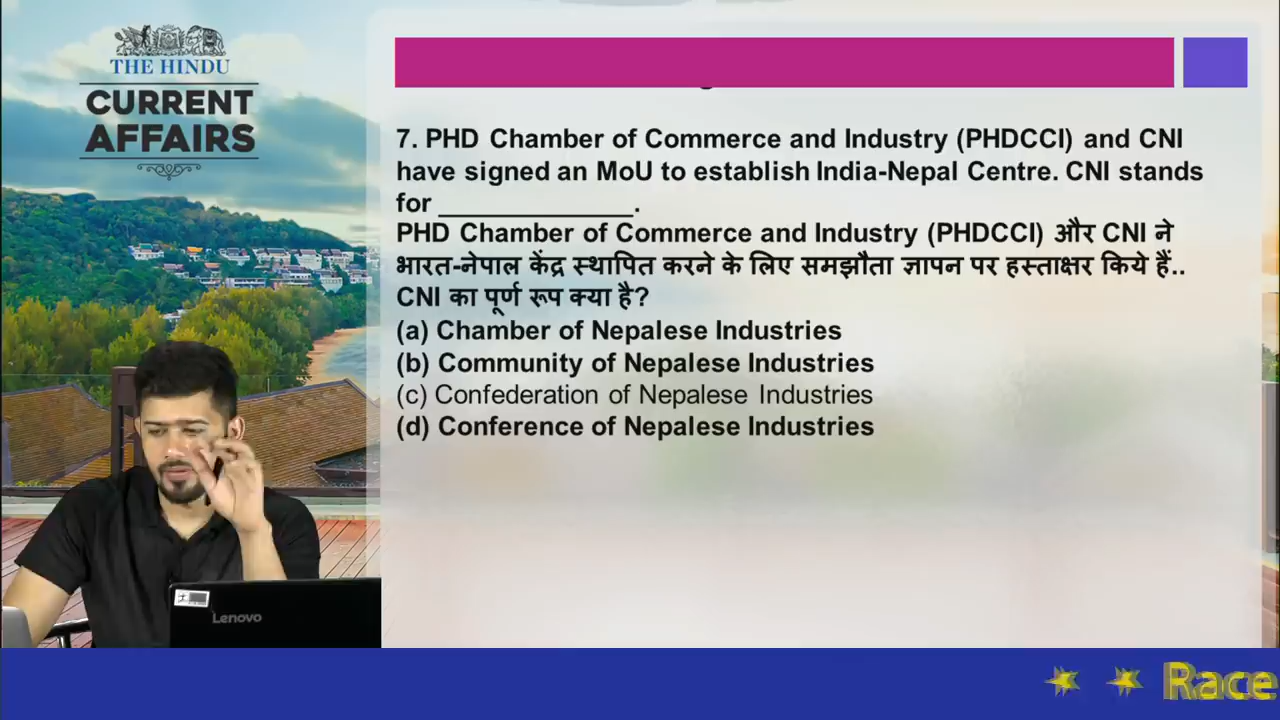 THE HINDU
CURRENT
AFFAIRS
7. PHD Chamber of Commerce and Industry (PHDCCI) and CNI
have signed an MoU to establish India-Nepal Centre. CNI stands
for _____________.
PHD Chamber of Commerce and Industry (PHDCCI) और CNI ने
भारत-नेपाल केंद्र स्थापित करने के लिए समझौता ज्ञापन पर हस्ताक्षर किये हैं..
CNI का पूर्ण रूप क्या है?
(a) Chamber of Nepalese Industries
(b) Community of Nepalese Industries
(c) Confederation of Nepalese Industries
(d) Conference of Nepalese Industries
Lenovo
Race